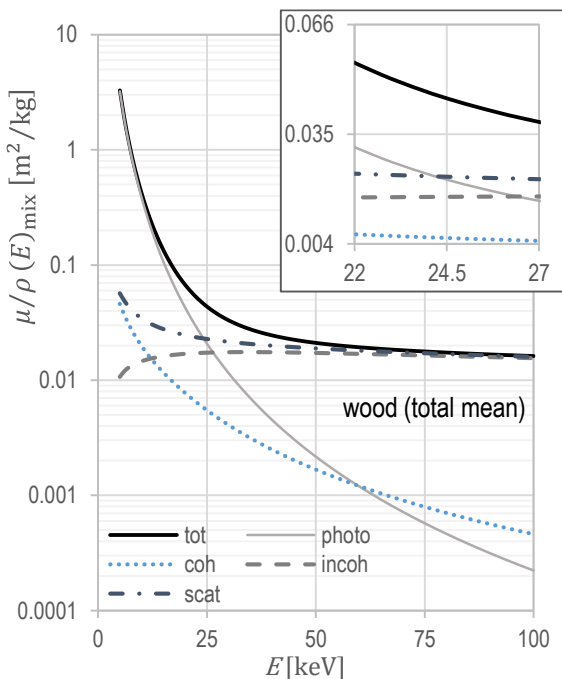 10
1
0.1
0.01
0.001
0.0001
μ/ρ (E)mix [m²/kg]
0.066
0.035
0.004
22 24.5 27
wood (total mean)
tot photo
coh incoh
scat
0 25 50 75 100
E[keV]